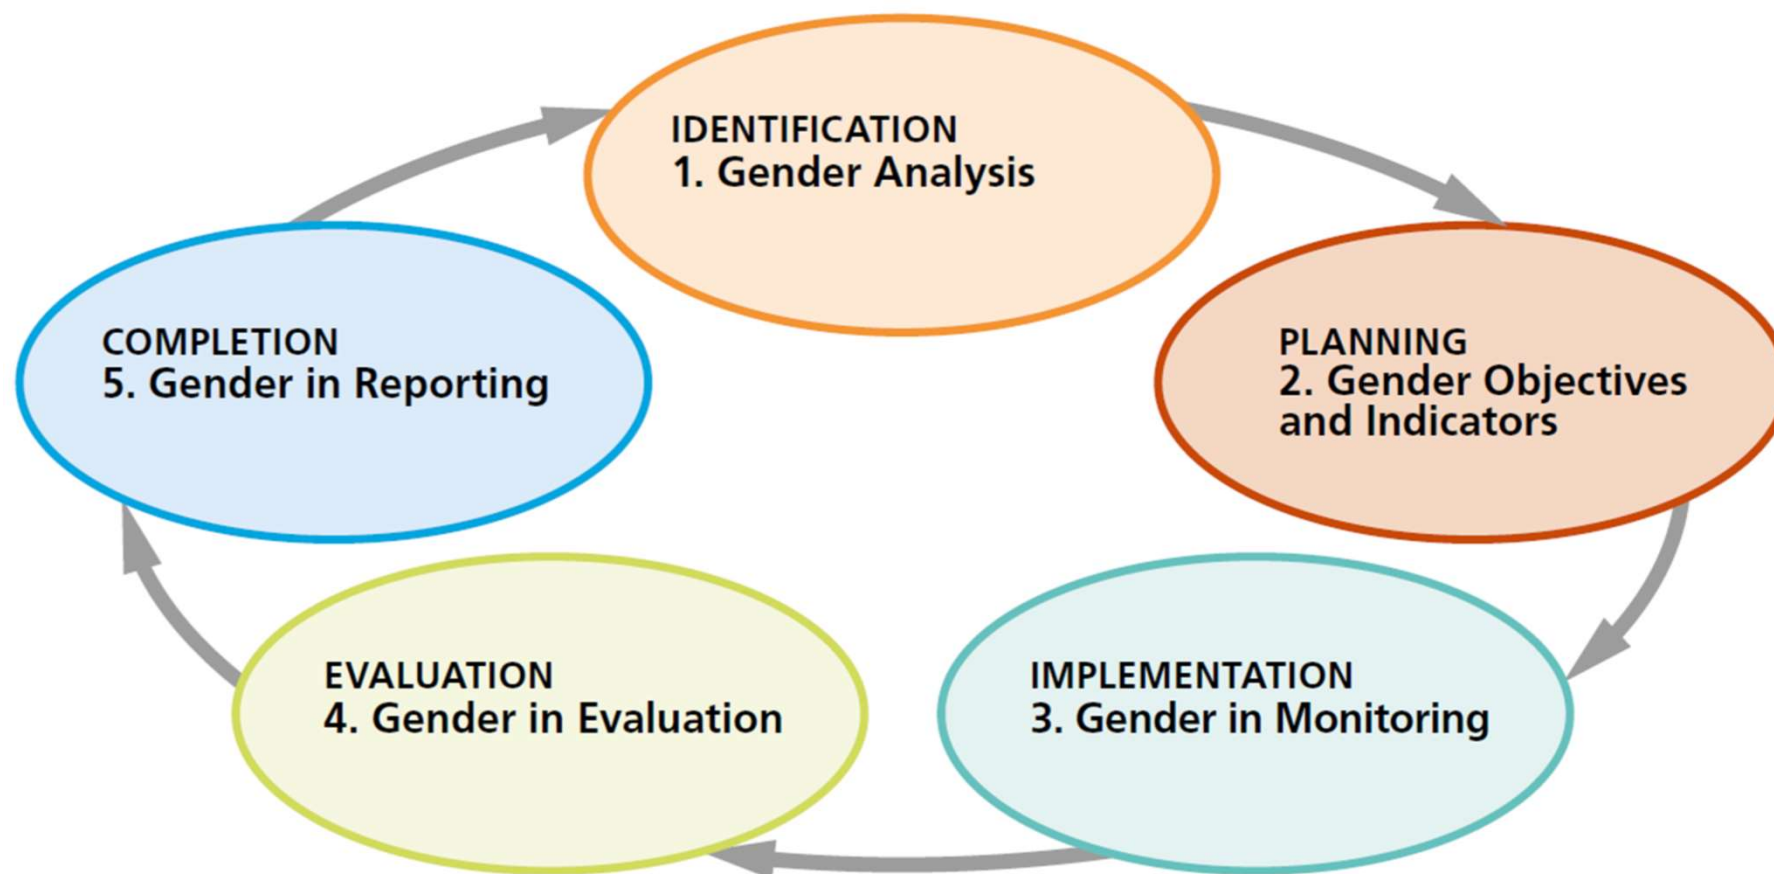 IDENTIFICATION
1. Gender Analysis
PLANNING
2. Gender Objectives
and Indicators
IMPLEMENTATION
3. Gender in Monitoring
EVALUATION
4. Gender in Evaluation
COMPLETION
5. Gender in Reporting